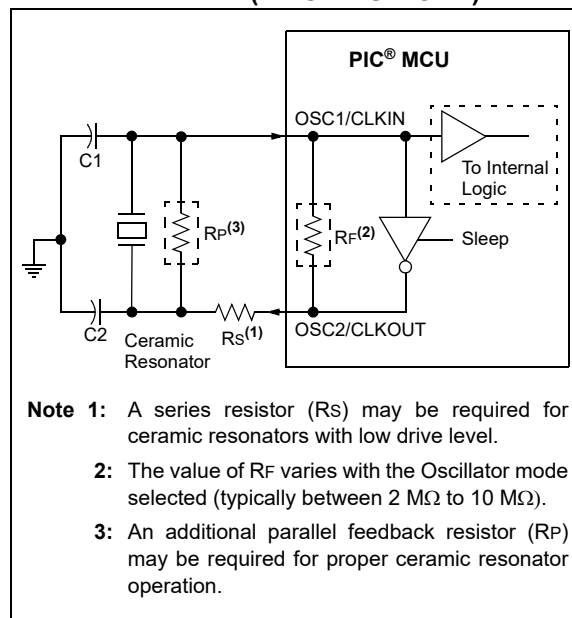 PIC® MCU
OSC1/CLKIN
C1
To Internal
Logic
RP(3)
RF(2)
Sleep
C2
Ceramic
Resonator
RS(1)
OSC2/CLKOUT
Note 1: A series resistor (RS) may be required for
ceramic resonators with low drive level.
2: The value of RF varies with the Oscillator mode
selected (typically between 2 MΩ to 10 MΩ).
3: An additional parallel feedback resistor (RP)
may be required for proper ceramic resonator
operation.